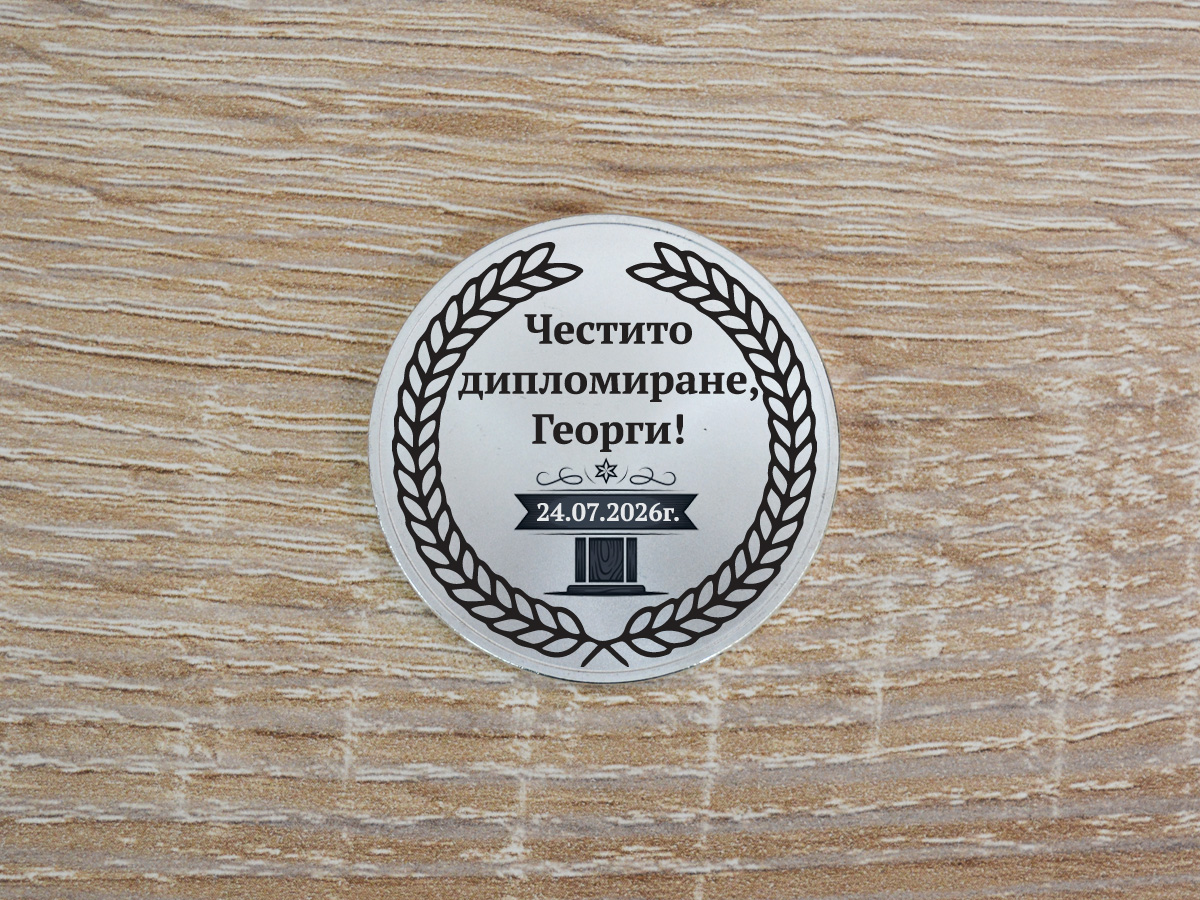 Честито
дипломиране,
Георги!
24.07.2026г.